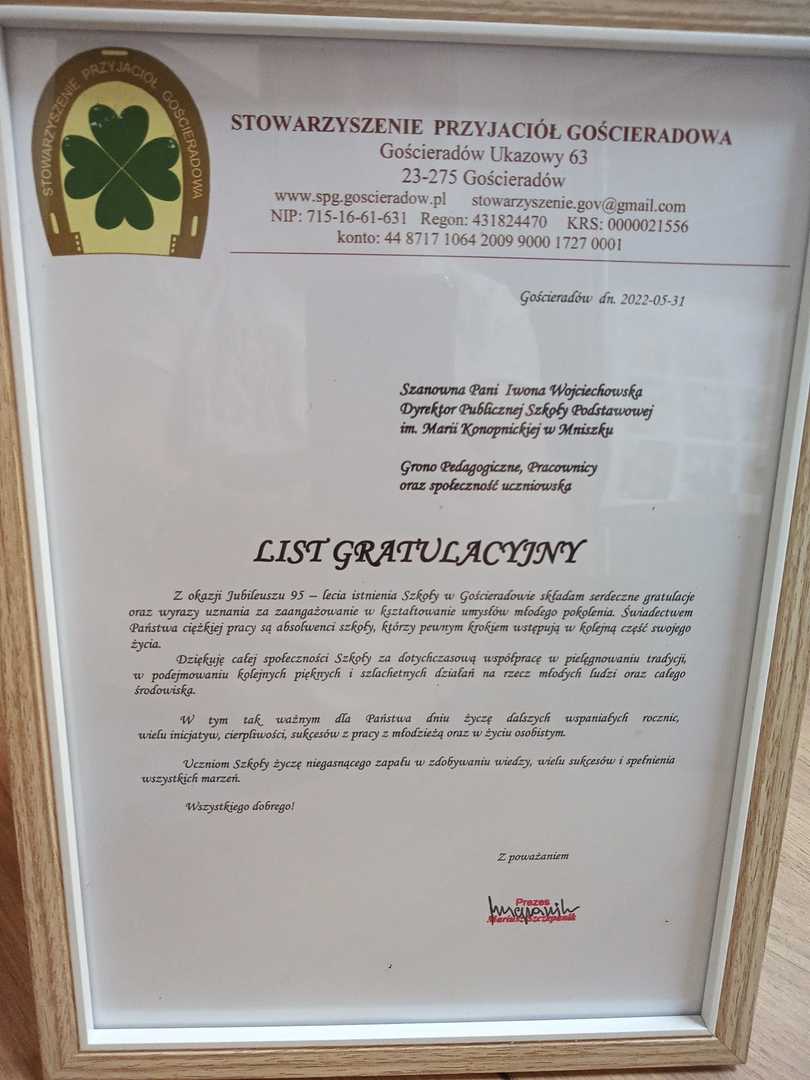 STOWARZYSZENIE PRZYJACIÓŁ GOŚCIERADOWA
STOWARZYSZENIE PRZYJACIÓŁ GOŚCIERADOWA
Gościeradów Ukazowy 63
23-275 Gościeradów
www.spg.goscieradow.pl stowarzyszenie.gov@gmail.com
NIP: 715-16-61-631 Regon: 431824470 KRS: 0000021556
konto: 44 8717 1064 2009 9000 1727 0001
Gościeradów dn. 2022-05-31
Szanowna Pani Iwona Wojciechowska
Dyrektor Publicznej Szkoły Podstawowej
im. Marii Konopnickiej w Mniszku
Grono Pedagogiczne, Pracownicy
oraz społeczność uczniowska
LIST GRATULACYJNY
Z okazji Jubileuszu 95 – lecia istnienia Szkoły w Gościeradowie składam serdeczne gratulacje
oraz wyrazy uznania za zaangażowanie w kształtowanie umysłów młodego pokolenia. Świadectwem
Państwa ciężkiej pracy są absolwenci szkoły, którzy pewnym krokiem wstępują w kolejną część swojego
życia.
Dziękuję całej społeczności Szkoły za dotychczasową współpracę w pielęgnowaniu tradycji,
w podejmowaniu kolejnych pięknych i szlachetnych działań na rzecz młodych ludzi oraz całego
środowiska.
W tym tak ważnym dla Państwa dniu życzę dalszych wspaniałych rocznic,
wielu inicjatyw, cierpliwości, sukcesów z pracy z młodzieżą oraz w życiu osobistym.
Uczniom Szkoły życzę niegasnącego zapału w zdobywaniu wiedzy, wielu sukcesów i spełnienia
wszystkich marzeń.
Wszystkiego dobrego!
Z poważaniem
Prezes
Mariusz Szczepanik